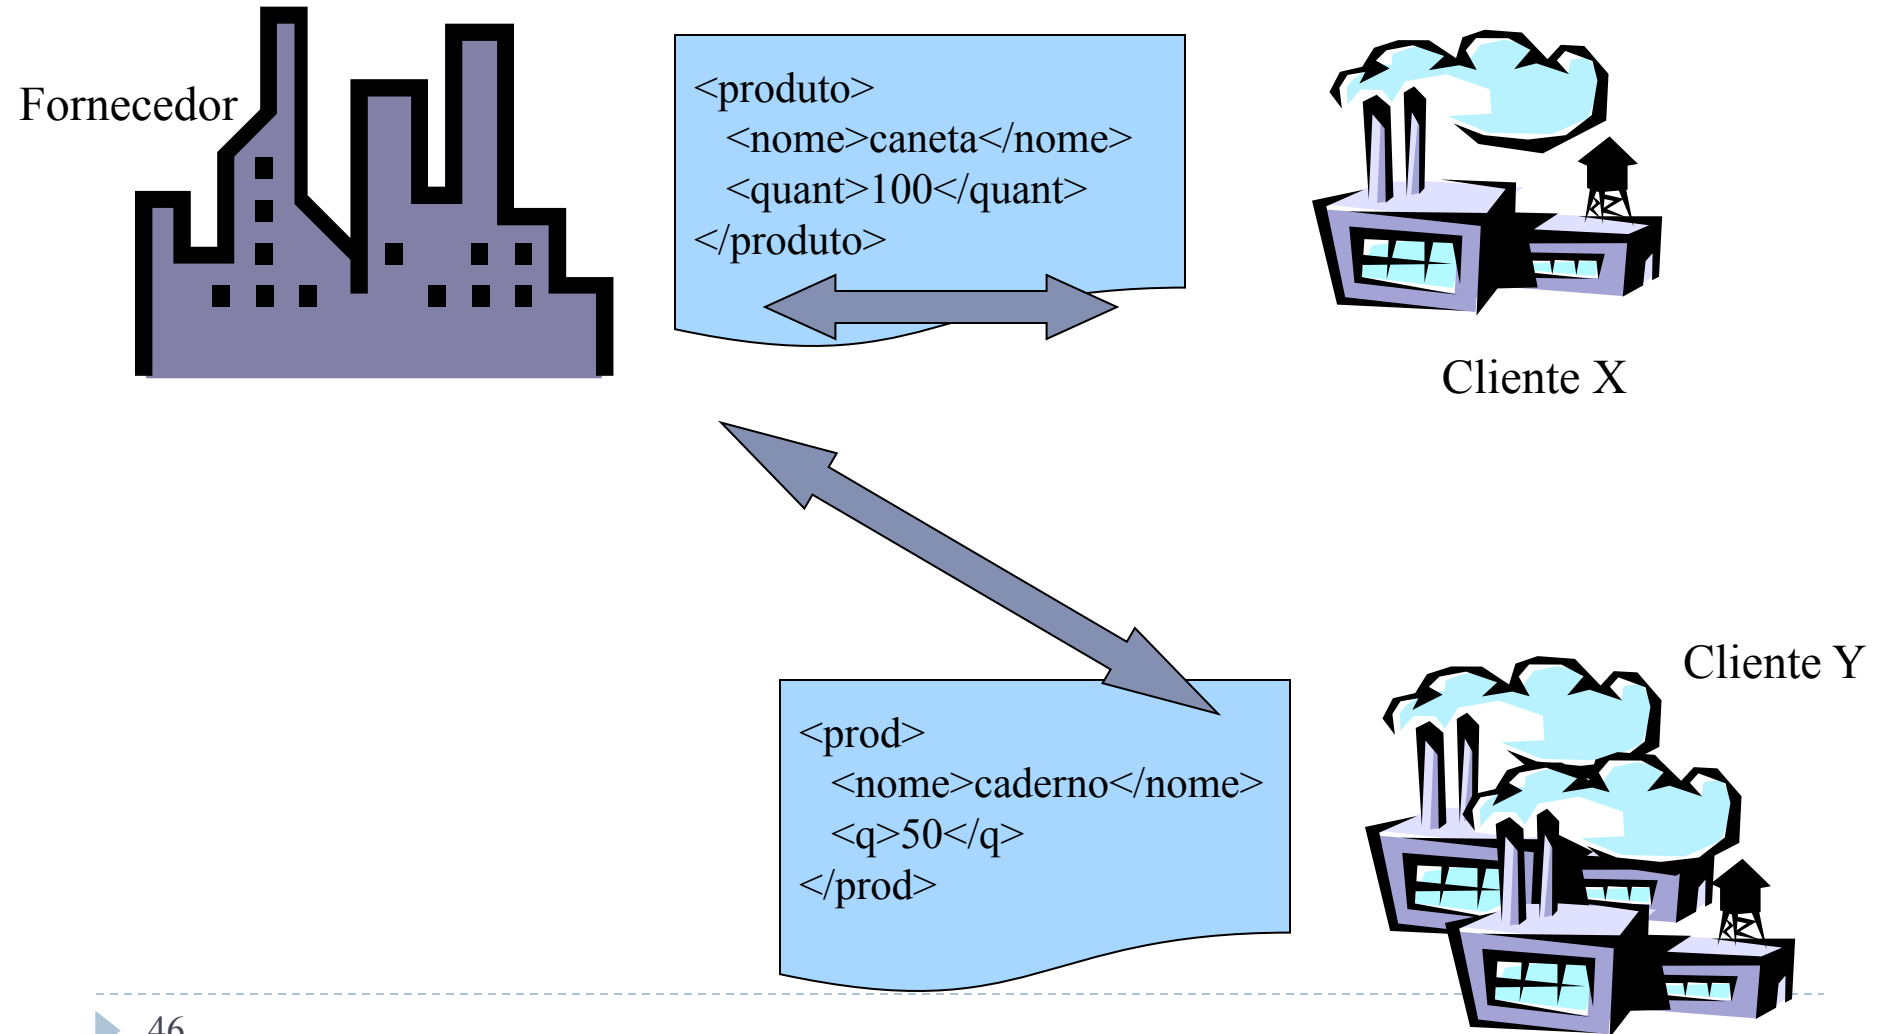 Fornecedor
<produto>
<nome>caneta</nome>
<quant>100</quant>
</produto>
Cliente X
Cliente Y
<prod>
<nome>caderno</nome>
<q>50</q>
</prod>
46